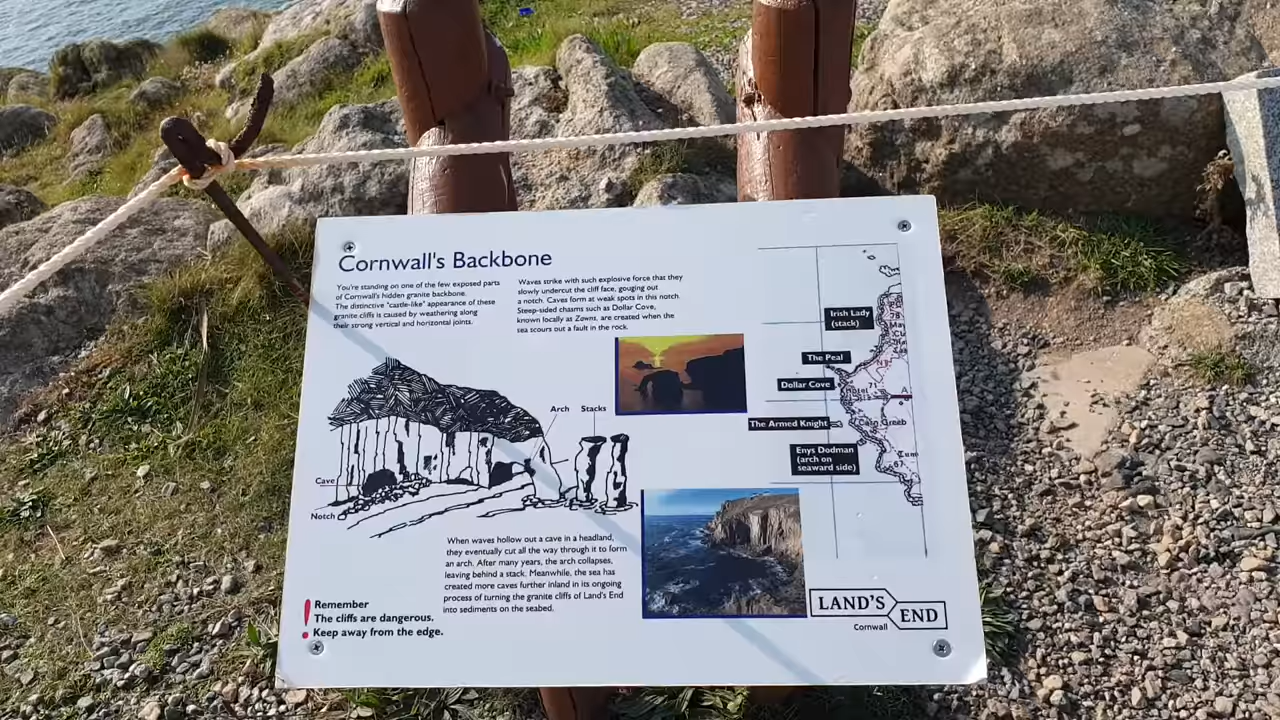 Cornwall's Backbone
You're standing on one of the few exposed parts
of Cornwall's hidden granite backbone.
The distinctive "castle-like" appearance of these
granite cliffs is caused by weathering along
their strong vertical and horizontal joints.
Waves strike with such explosive force that they
slowly undercut the cliff face, gouging out
a notch. Caves form at weak spots in this notch.
Steep-sided chasms such as Dollar Cove,
known locally as Zawns, are created when the
sea scours out a fault in the rock.
Arch
Stacks
Cave
Notch
When waves hollow out a cave in a headland,
they eventually cut all the way through it to form
an arch. After many years, the arch collapses,
leaving behind a stack. Meanwhile, the sea has
created more caves further inland in its ongoing
process of turning the granite cliffs of Land's End
into sediments on the seabed.
! Remember
The cliffs are dangerous.
Keep away from the edge.
Irish Lady
(stack)
The Peal
Dollar Cove
The Armed Knight
Enys Dodman
(arch on
seaward side)
78
May
Hotel
71
A
67
LAND'S
END
Cornwall